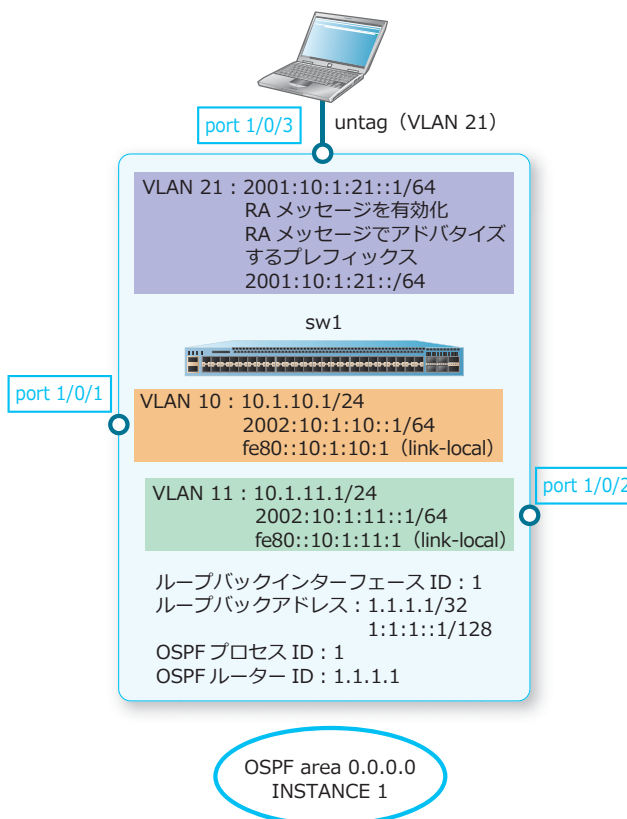 port 1/0/3
untag（VLAN 21）
VLAN 21：2001:10:1:21::1/64
RA メッセージを有効化
RA メッセージでアドバタイズ
するプレフィックス
2001:10:1:21::/64
sw1
port 1/0/1
VLAN 10：10.1.10.1/24
2002:10:1:10::1/64
fe80::10:1:10:1（link-local）
port 1/0/2
VLAN 11：10.1.11.1/24
2002:10:1:11::1/64
fe80::10:1:11:1（link-local）
ループバックインターフェース ID：1
ループバックアドレス：1.1.1.1/32
1:1:1::1/128
OSPF プロセス ID：1
OSPF ルーター ID：1.1.1.1
OSPF area 0.0.0.0
INSTANCE 1